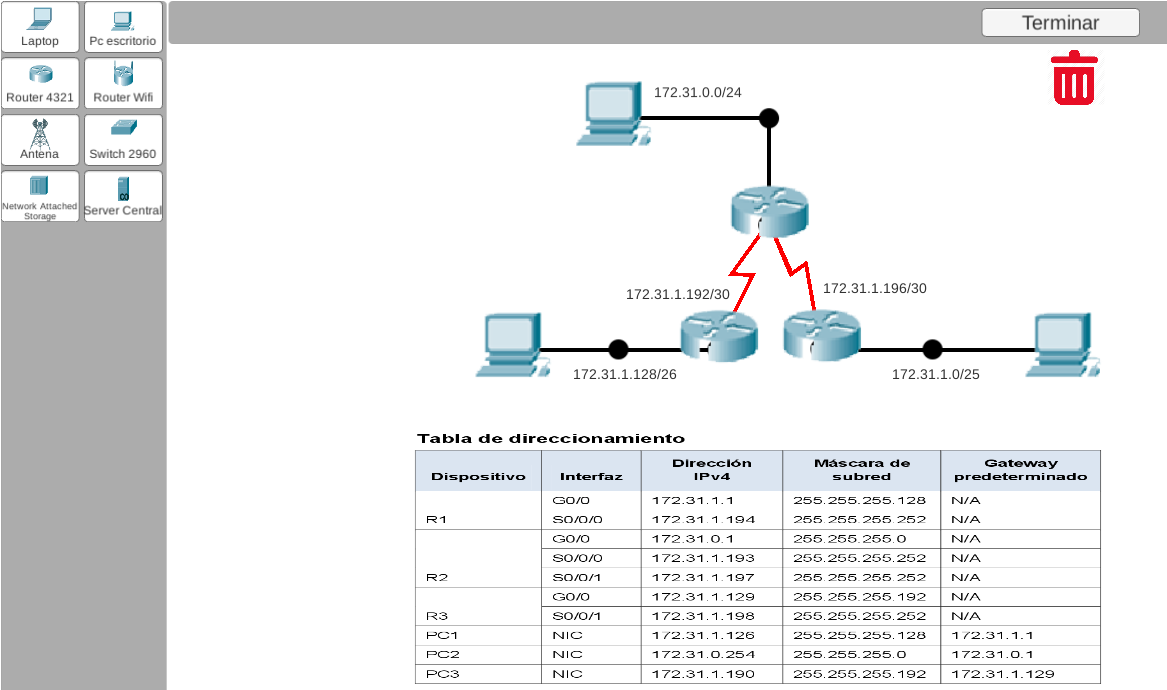 Laptop
Pc escritorio
Terminar
Router 4321
Router Wifi
Antena
Switch 2960
Network Attached
Storage
Server Central
172.31.0.0/24
172.31.1.192/30
172.31.1.196/30
172.31.1.128/26
172.31.1.0/25
Tabla de direccionamiento
Dispositivo Interfaz Dirección IPv4 Máscara de subred Gateway predeterminado
G0/0 172.31.1.1 255.255.255.128 N/A
R1 S0/0/0 172.31.1.194 255.255.255.252 N/A
G0/0 172.31.0.1 255.255.255.0 N/A
S0/0/0 172.31.1.193 255.255.255.252 N/A
R2 S0/0/1 172.31.1.197 255.255.255.252 N/A
G0/0 172.31.1.129 255.255.255.192 N/A
R3 S0/0/1 172.31.1.198 255.255.255.252 N/A
PC1 NIC 172.31.1.126 255.255.255.128 172.31.1.1
PC2 NIC 172.31.0.254 255.255.255.0 172.31.0.1
PC3 NIC 172.31.1.190 255.255.255.192 172.31.1.129